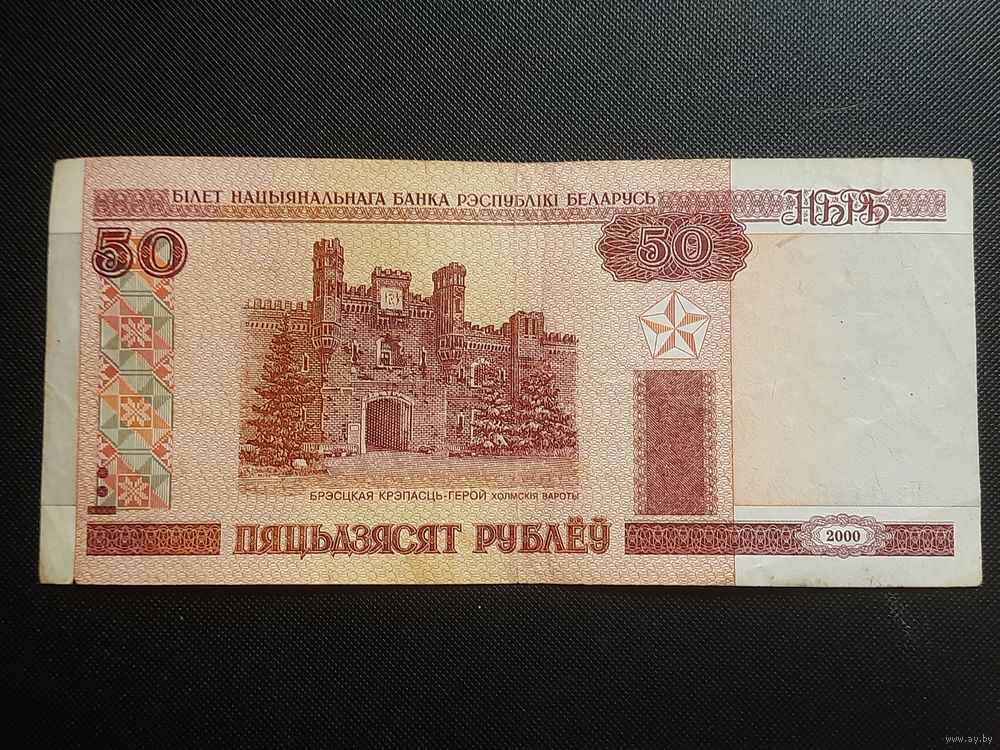 БІЛЕТ НАЦЫЯНАЛЬНАГА БАНКА РЭСПУБЛІКІ БЕЛАРУСЬ
НБРБ
50
50
БРЭСЦКАЯ КРЭПАСЦЬ-ГЕРОЙ ХОЛМСКІЯ ВАРОТЫ
ПЯЦЬДЗЯСЯТ РУБЛЁЎ
2000
www.ay.by